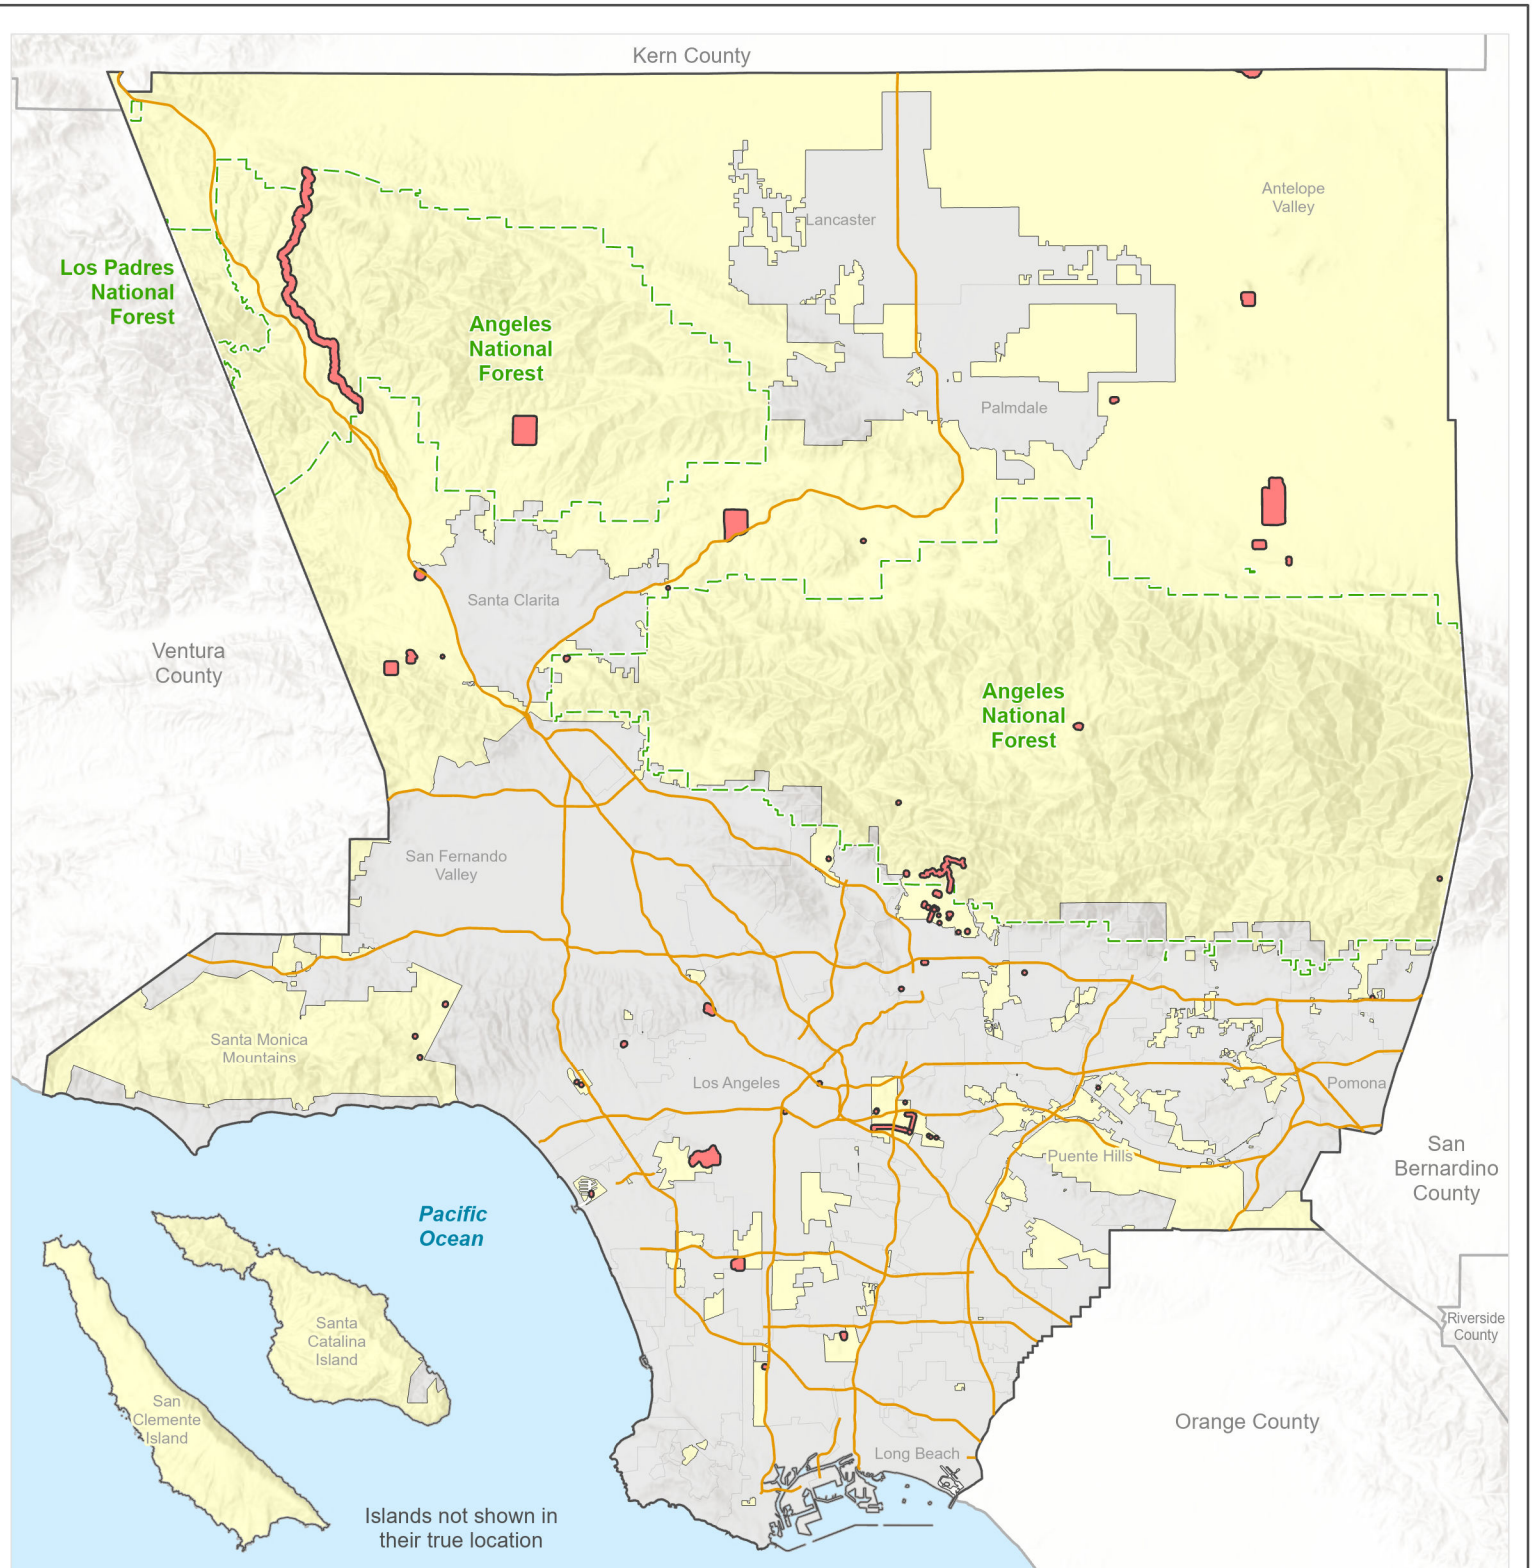 Kern County
Antelope
Valley
Lancaster
Los Padres
National
Forest
Angeles
National
Forest
Palmdale
Santa Clarita
Ventura
County
Angeles
National
Forest
San Fernando
Valley
Santa Monica
Mountains
Los Angeles
Pomona
Puente Hills
San
Bernardino
County
Pacific
Ocean
Santa
Catalina
Island
Riverside
County
San
Clemente
Island
Orange County
Long Beach
Islands not shown in
their true location